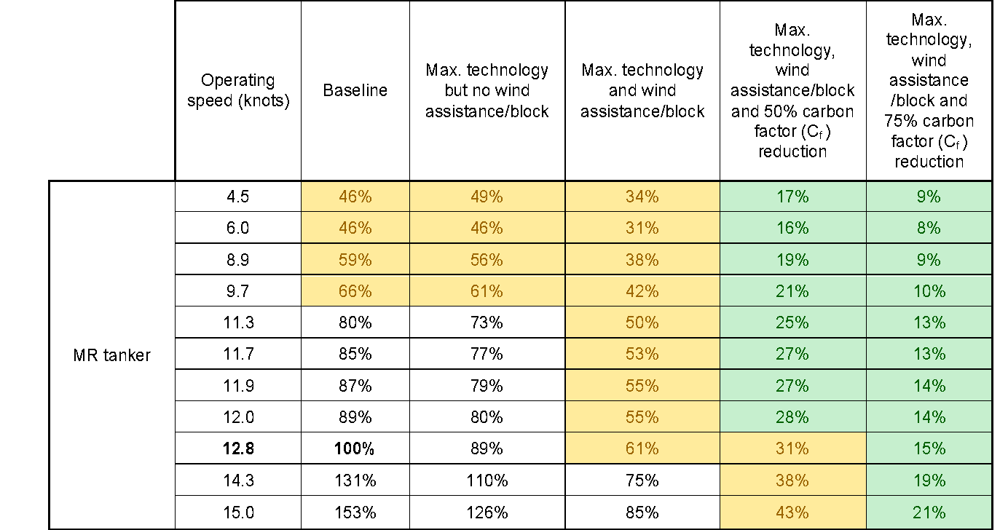 Operating
speed (knots)
Baseline
Max. technology
but no wind
assistance/block
Max. technology
and wind
assistance/block
Max.
technology,
wind
assistance/block
and 50% carbon
factor (Cf)
reduction
Max.
technology,
wind
assistance
/block and
75% carbon
factor (Cf)
reduction
MR tanker
4.5 46% 49% 34% 17% 9%
6.0 46% 46% 31% 16% 8%
8.9 59% 56% 38% 19% 9%
9.7 66% 61% 42% 21% 10%
11.3 80% 73% 50% 25% 13%
11.7 85% 77% 53% 27% 13%
11.9 87% 79% 55% 27% 14%
12.0 89% 80% 55% 28% 14%
12.8 100% 89% 61% 31% 15%
14.3 131% 110% 75% 38% 19%
15.0 153% 126% 85% 43% 21%